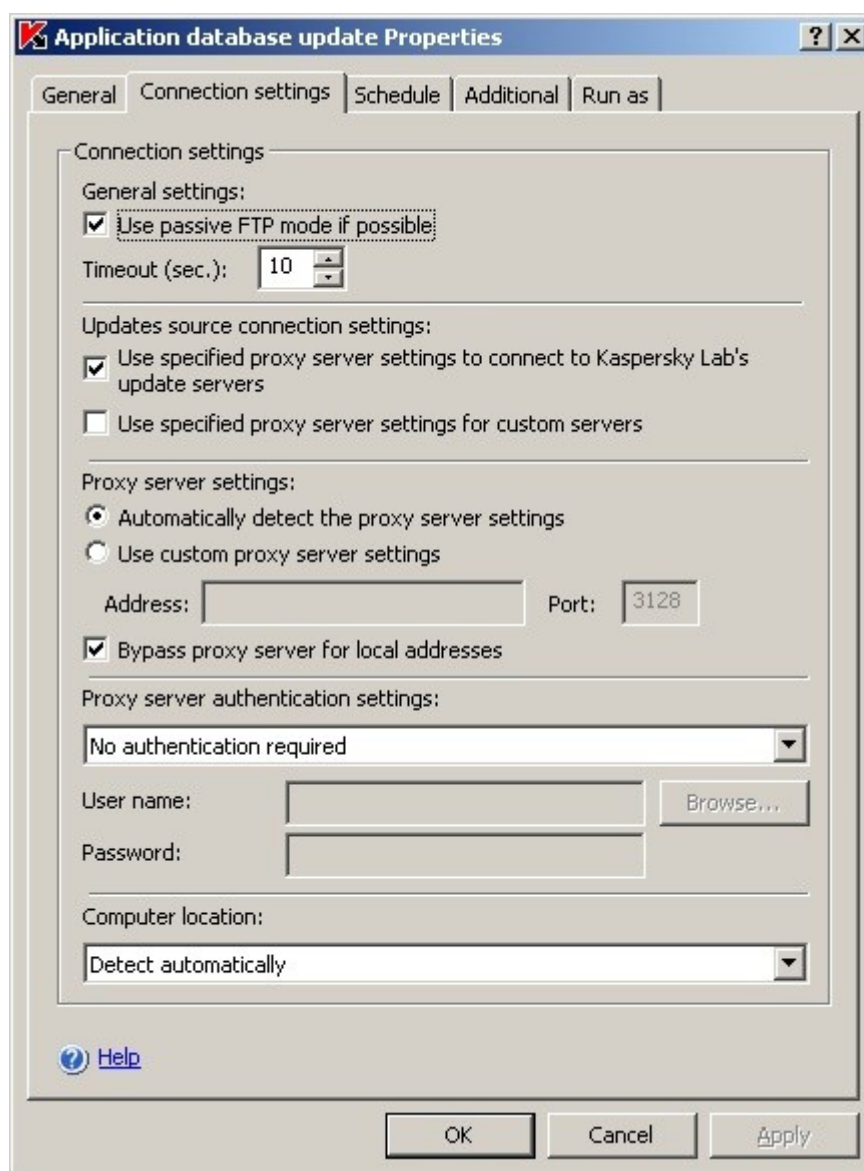 Application database update Properties
General Connection settings Schedule Additional Run as
Connection settings
General settings:
Use passive FTP mode if possible
Timeout (sec.): 10
Updates source connection settings:
Use specified proxy server settings to connect to Kaspersky Lab's
update servers
Use specified proxy server settings for custom servers
Proxy server settings:
Automatically detect the proxy server settings
Use custom proxy server settings
Address: Port: 3128
Bypass proxy server for local addresses
Proxy server authentication settings:
No authentication required
User name: Browse...
Password:
Computer location:
Detect automatically
Help
OK Cancel Apply